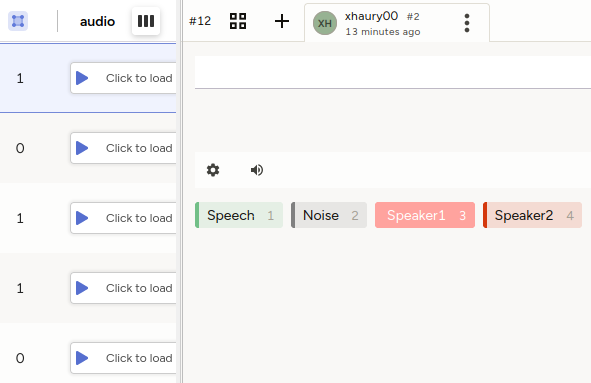 audio
#12
XH
xhaury00 #2
13 minutes ago
1
Click to load
0
Click to load
1
Click to load
1
Click to load
0
Click to load
Speech 1
Noise 2
Speaker1 3
Speaker2 4